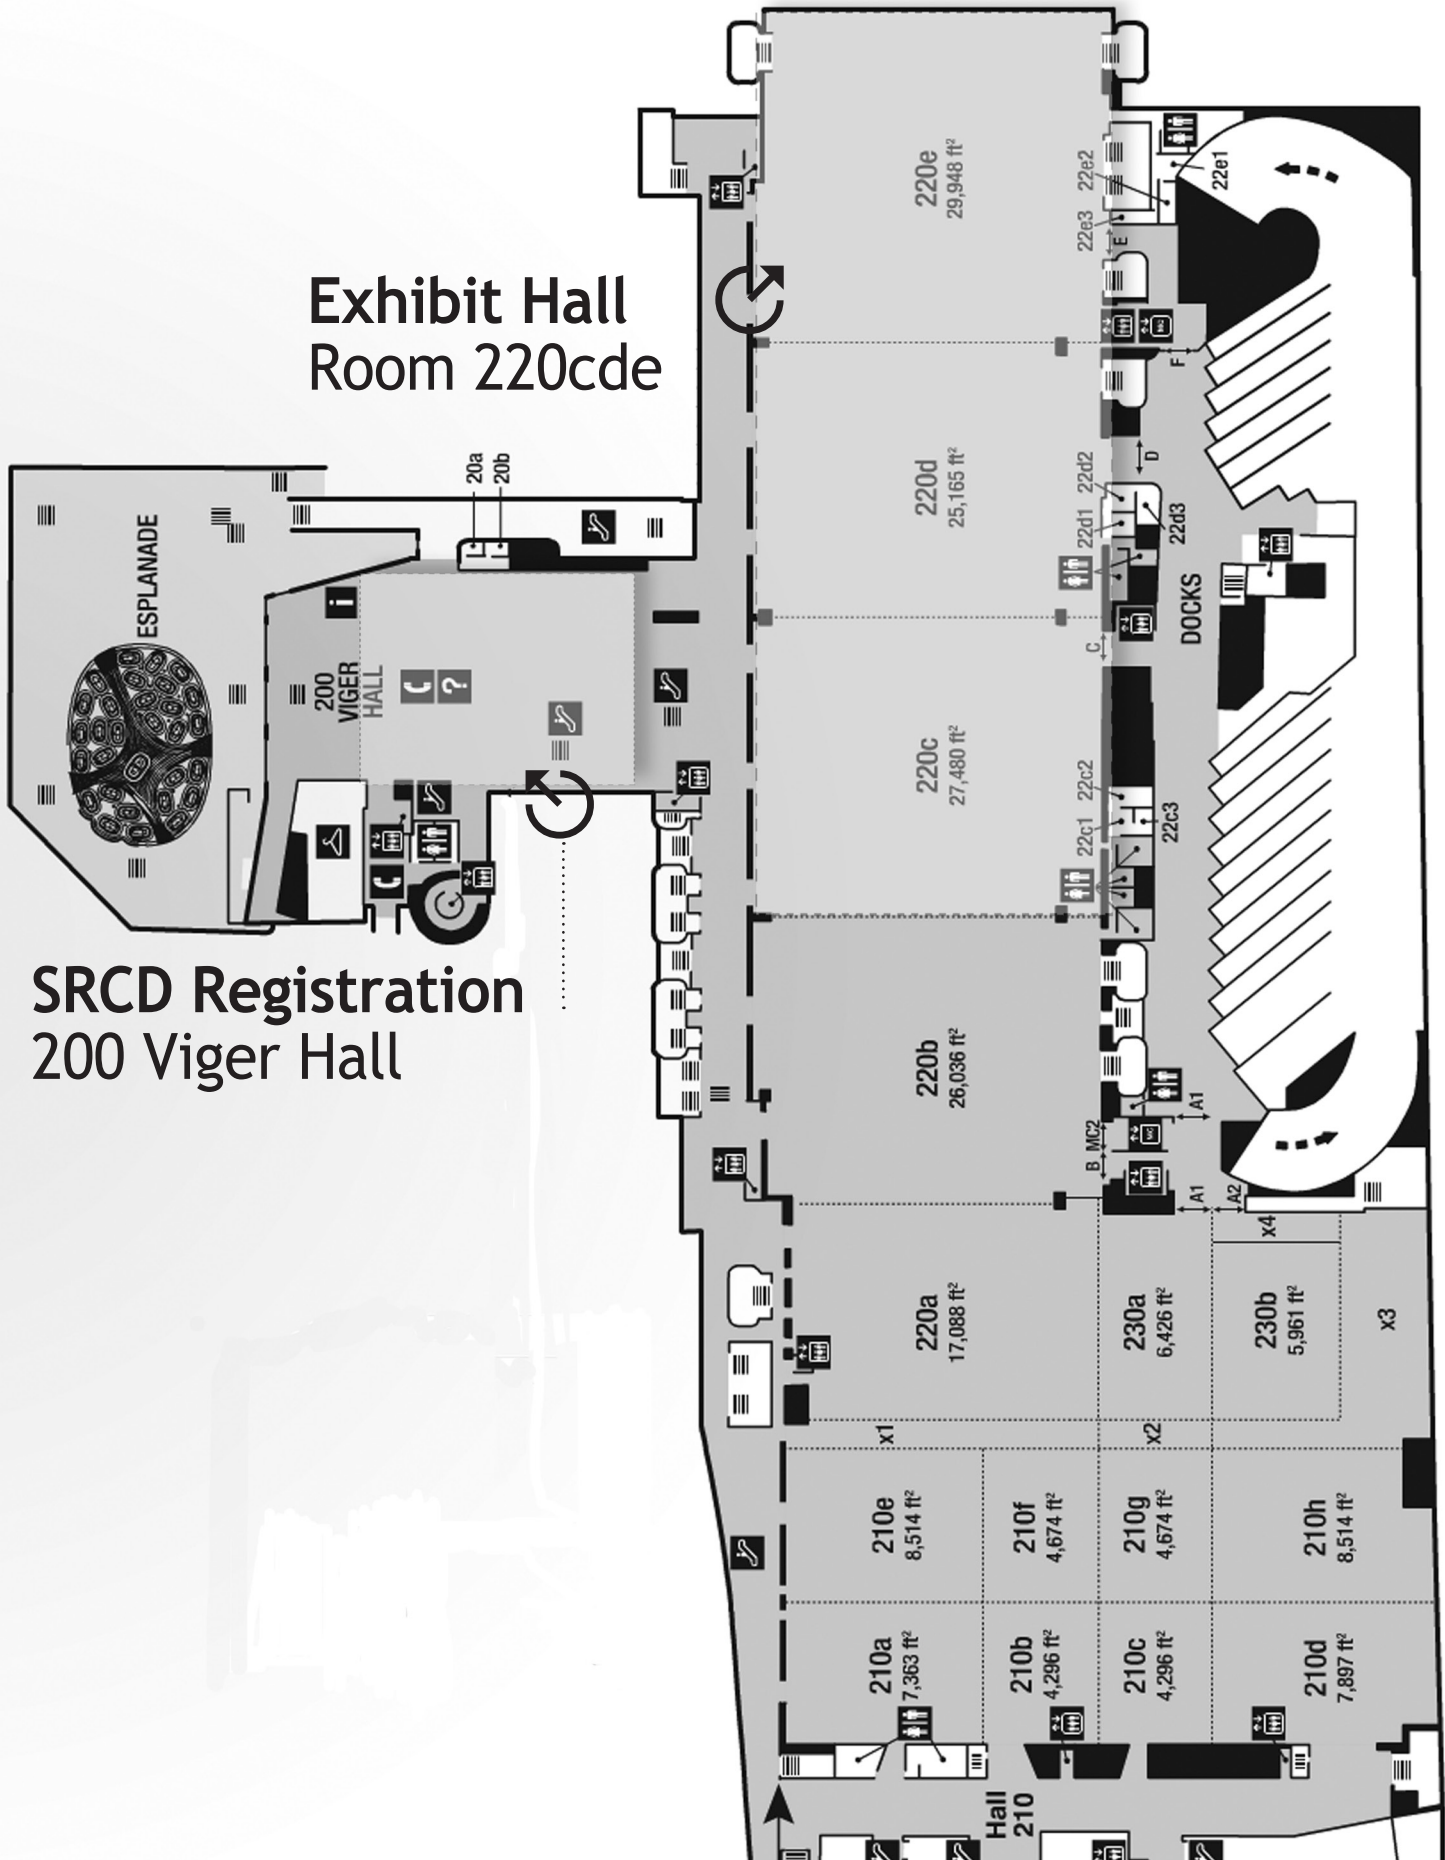 220e
29,948 ft²
22e2
22e1
22e3
E
Exhibit Hall
Room 220cde
F
20a
20b
220d
25,165 ft²
22d2
22d1
22d3
D
ESPLANADE
i
DOCKS
C
200
VIGER
HALL
?
220c
27,480 ft²
22c2
22c1
22c3
SRCD Registration
200 Viger Hall
220b
26,036 ft²
A1
MC2
MC
B
A1
A2
x4
220a
17,088 ft²
230a
6,426 ft²
230b
5,961 ft²
x3
x1
x2
210e
8,514 ft²
210f
4,674 ft²
210g
4,674 ft²
210h
8,514 ft²
210a
7,363 ft²
210b
4,296 ft²
210c
4,296 ft²
210d
7,897 ft²
Hall
210